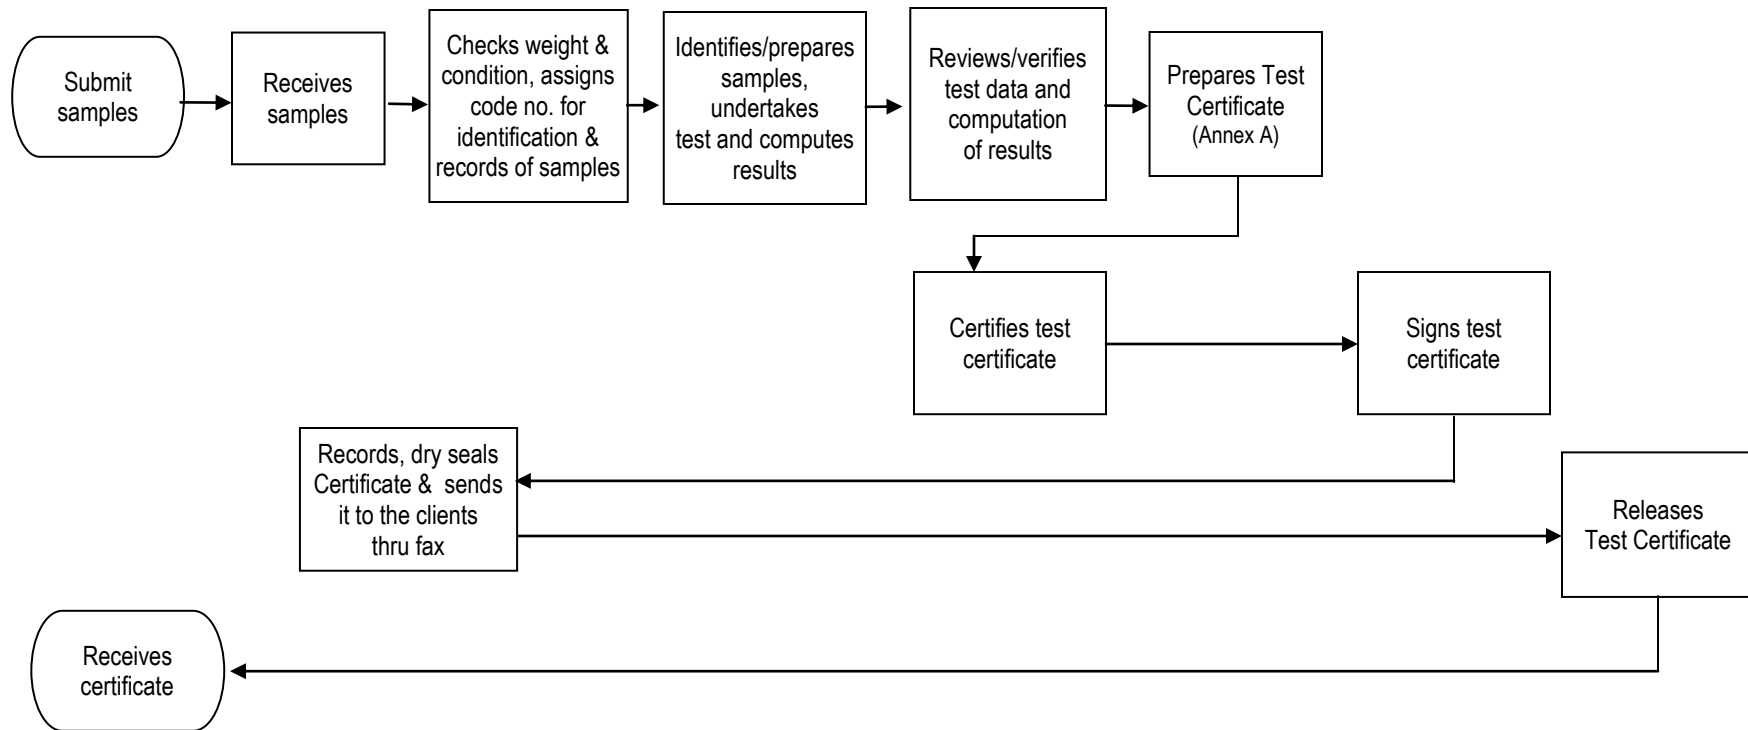 Submit
samples
Receives
samples
Checks weight &
condition, assigns
code no. for
identification &
records of samples
Identifies/prepares
samples,
undertakes
test and computes
results
Reviews/verifies
test data and
computation
of results
Prepares Test
Certificate
(Annex A)
Certifies test
certificate
Signs test
certificate
Records, dry seals
Certificate & sends
it to the clients
thru fax
Releases
Test Certificate
Receives
certificate